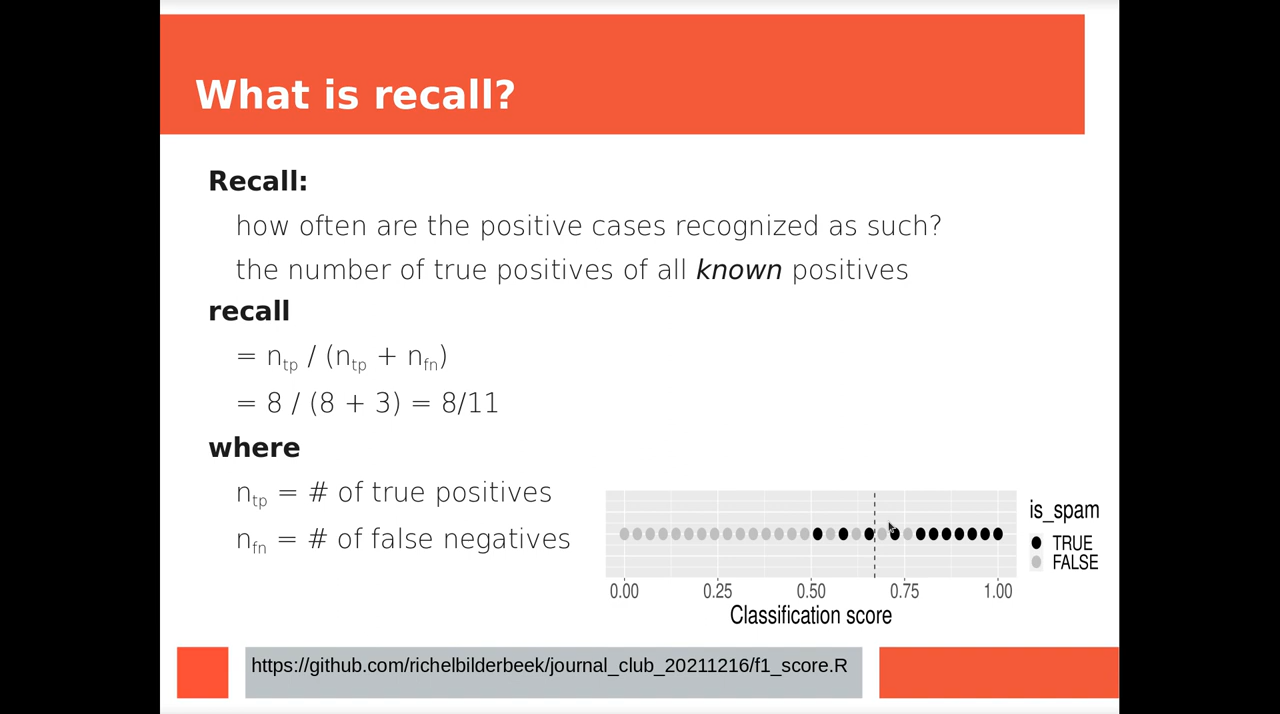 What is recall?
Recall:
how often are the positive cases recognized as such?
the number of true positives of all known positives
recall
= ntp / (ntp + nfn)
= 8 / (8 + 3) = 8/11
where
ntp = # of true positives
nfn = # of false negatives
is_spam
TRUE
FALSE
0.00 0.25 0.50 0.75 1.00
Classification score
https://github.com/richelbilderbeek/journal_club_20211216/f1_score.R